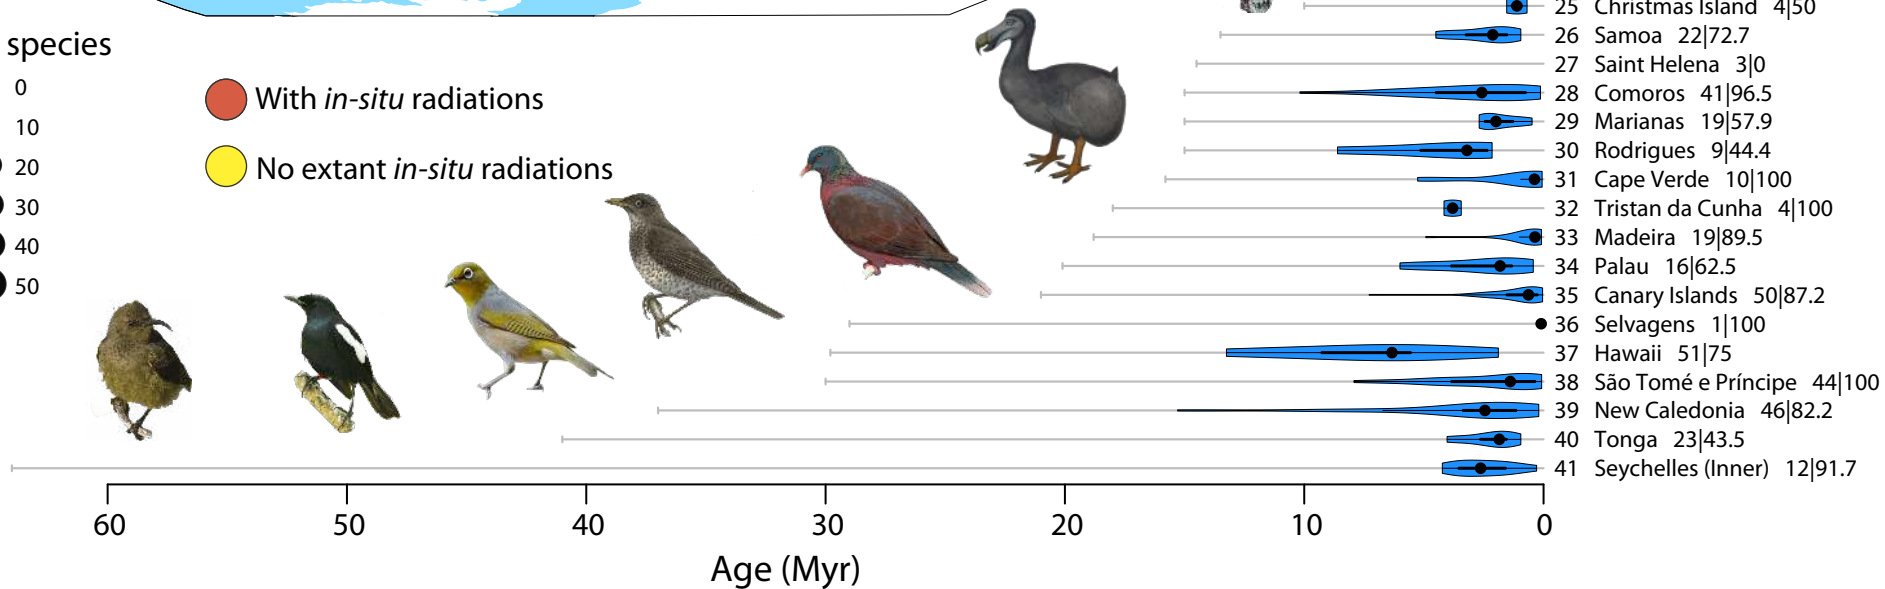 species
0
10
20
30
40
50
With in-situ radiations
No extant in-situ radiations
25 Christmas Island 4|50
26 Samoa 22|72.7
27 Saint Helena 3|0
28 Comoros 41|96.5
29 Marianas 19|57.9
30 Rodrigues 9|44.4
31 Cape Verde 10|100
32 Tristan da Cunha 4|100
33 Madeira 19|89.5
34 Palau 16|62.5
35 Canary Islands 50|87.2
36 Selvagens 1|100
37 Hawaii 51|75
38 São Tomé e Príncipe 44|100
39 New Caledonia 46|82.2
40 Tonga 23|43.5
41 Seychelles (Inner) 12|91.7
60 50 40 30 20 10 0
Age (Myr)